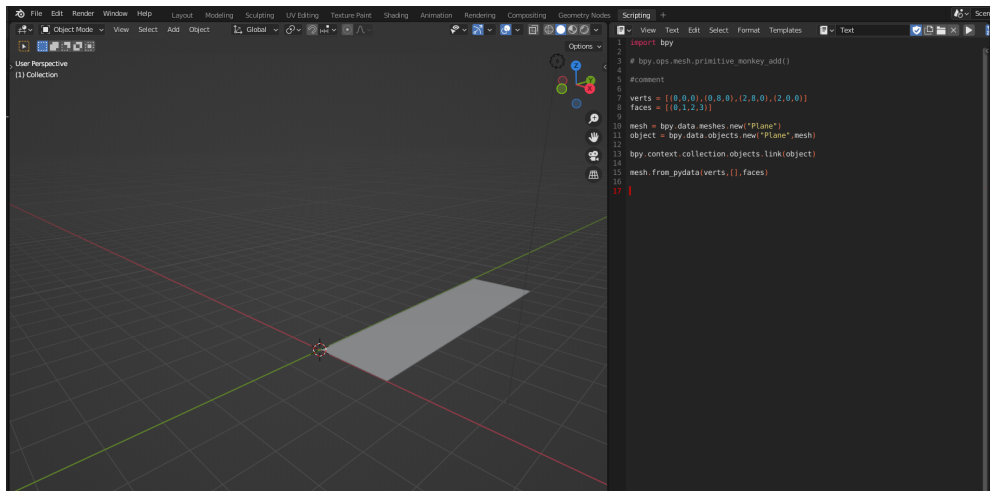 File Edit Render Window Help Layout Modeling Sculpting UV Editing Texture Paint Shading Animation Rendering Compositing Geometry Nodes Scripting + Scen
Object Mode View Select Add Object Global
View Text Edit Select Format Templates Text
Options
User Perspective
(1) Collection
Z
Y
X
1 import bpy
2
3 # bpy.ops.mesh.primitive_monkey_add()
4
5 #comment
6
7 verts = [(0,0,0),(0,8,0),(2,8,0),(2,0,0)]
8 faces = [(0,1,2,3)]
9
10 mesh = bpy.data.meshes.new("Plane")
11 object = bpy.data.objects.new("Plane",mesh)
12
13 bpy.context.collection.objects.link(object)
14
15 mesh.from_pydata(verts,[],faces)
16
17